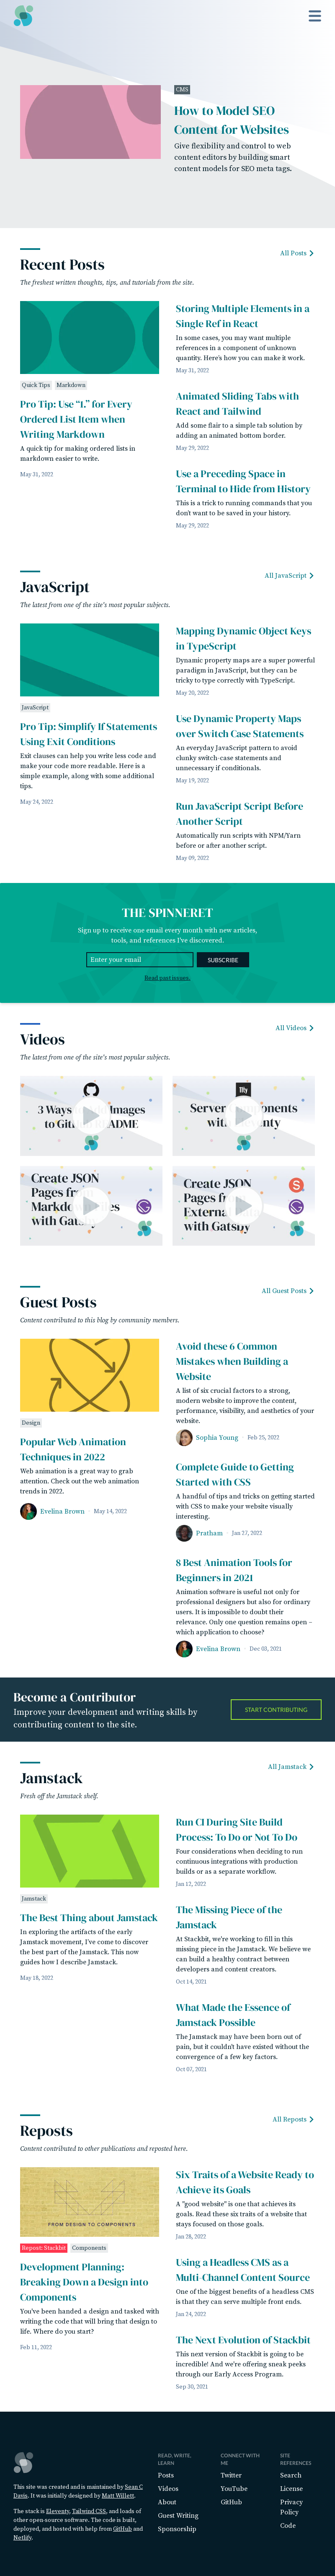 CMS
How to Model SEO
Content for Websites
Give flexibility and control to web
content editors by building smart
content models for SEO meta tags.
Recent Posts
All Posts
The freshest written thoughts, tips, and tutorials from the site.
Quick Tips
Markdown
Pro Tip: Use “1.” for Every
Ordered List Item when
Writing Markdown
A quick tip for making ordered lists in
markdown easier to write.
May 31, 2022
Storing Multiple Elements in a
Single Ref in React
In some cases, you may want multiple
references in a component of unknown
quantity. Here’s how you can make it work.
May 31, 2022
Animated Sliding Tabs with
React and Tailwind
Add some flair to a simple tab solution by
adding an animated bottom border.
May 29, 2022
Use a Preceding Space in
Terminal to Hide from History
This is a trick to running commands that you
don’t want to be saved in your history.
May 29, 2022
JavaScript
All JavaScript
The latest from one of the site’s most popular subjects.
JavaScript
Pro Tip: Simplify If Statements
Using Exit Conditions
Exit clauses can help you write less code and
make your code more readable. Here is a
simple example, along with some additional
tips.
May 24, 2022
Mapping Dynamic Object Keys
in TypeScript
Dynamic property maps are a super powerful
paradigm in JavaScript, but they can be
tricky to type correctly with TypeScript.
May 20, 2022
Use Dynamic Property Maps
over Switch Case Statements
An everyday JavaScript pattern to avoid
clunky switch-case statements and
unnecessary if conditionals.
May 19, 2022
Run JavaScript Script Before
Another Script
Automatically run scripts with NPM/Yarn
before or after another script.
May 09, 2022
THE SPINNERET
Sign up to receive one email every month with new articles,
tools, and references I’ve discovered.
Enter your email
SUBSCRIBE
Read past issues.
Videos
All Videos
The latest from one of the site’s most popular subjects.
3 Ways Images
to Git ADME
11ty
Server ponents
with unty
Create JSON
Pages from
Markd es
with Gatsby
Create JSON
Pages from
Extern a
with Gatsby
Guest Posts
All Guest Posts
Content contributed to this blog by community members.
Design
Popular Web Animation
Techniques in 2022
Web animation is a great way to grab
attention. Check out the web animation
trends in 2022.
Evelina Brown · May 14, 2022
Avoid these 6 Common
Mistakes when Building a
Website
A list of six crucial factors to a strong,
modern website to improve the content,
performance, visibility, and aesthetics of your
website.
Sophia Young · Feb 25, 2022
Complete Guide to Getting
Started with CSS
A handful of tips and tricks on getting started
with CSS to make your website visually
interesting.
Pratham · Jan 27, 2022
8 Best Animation Tools for
Beginners in 2021
Animation software is useful not only for
professional designers but also for ordinary
users. It is impossible to doubt their
relevance. Only one question remains open –
which application to choose?
Evelina Brown · Dec 03, 2021
Become a Contributor
Improve your development and writing skills by
contributing content to the site.
START CONTRIBUTING
Jamstack
All Jamstack
Fresh off the Jamstack shelf.
Jamstack
The Best Thing about Jamstack
In exploring the artifacts of the early
Jamstack movement, I’ve come to discover
the best part of the Jamstack. This now
guides how I describe Jamstack.
May 18, 2022
Run CI During Site Build
Process: To Do or Not To Do
Four considerations when deciding to run
continuous integrations with production
builds or as a separate workflow.
Jan 12, 2022
The Missing Piece of the
Jamstack
At Stackbit, we're working to fill in this
missing piece in the Jamstack. We believe we
can build a healthy contract between
developers and content creators.
Oct 14, 2021
What Made the Essence of
Jamstack Possible
The Jamstack may have been born out of
pain, but it couldn't have existed without the
convergence of a few key factors.
Oct 07, 2021
Reposts
All Reposts
Content contributed to other publications and reposted here.
FROM DESIGN TO COMPONENTS
Repost: Stackbit
Components
Development Planning:
Breaking Down a Design into
Components
You've been handed a design and tasked with
writing the code that will bring that design to
life. Where do you start?
Feb 11, 2022
Six Traits of a Website Ready to
Achieve its Goals
A "good website" is one that achieves its
goals. Read these six traits of a website that
stays focused on those goals.
Jan 28, 2022
Using a Headless CMS as a
Multi-Channel Content Source
One of the biggest benefits of a headless CMS
is that they can serve multiple front ends.
Jan 24, 2022
The Next Evolution of Stackbit
This next version of Stackbit is going to be
incredible! And we're offering sneak peeks
through our Early Access Program.
Sep 30, 2021
This site was created and is maintained by Sean C
Davis. It was initially designed by Matt Willett.
The stack is Eleventy, Tailwind CSS, and loads of
other open-source software. The code is built,
deployed, and hosted with help from GitHub and
Netlify.
READ, WRITE,
LEARN
Posts
Videos
About
Guest Writing
Sponsorship
CONNECT WITH
ME
Twitter
YouTube
GitHub
SITE
REFERENCES
Search
License
Privacy
Policy
Code